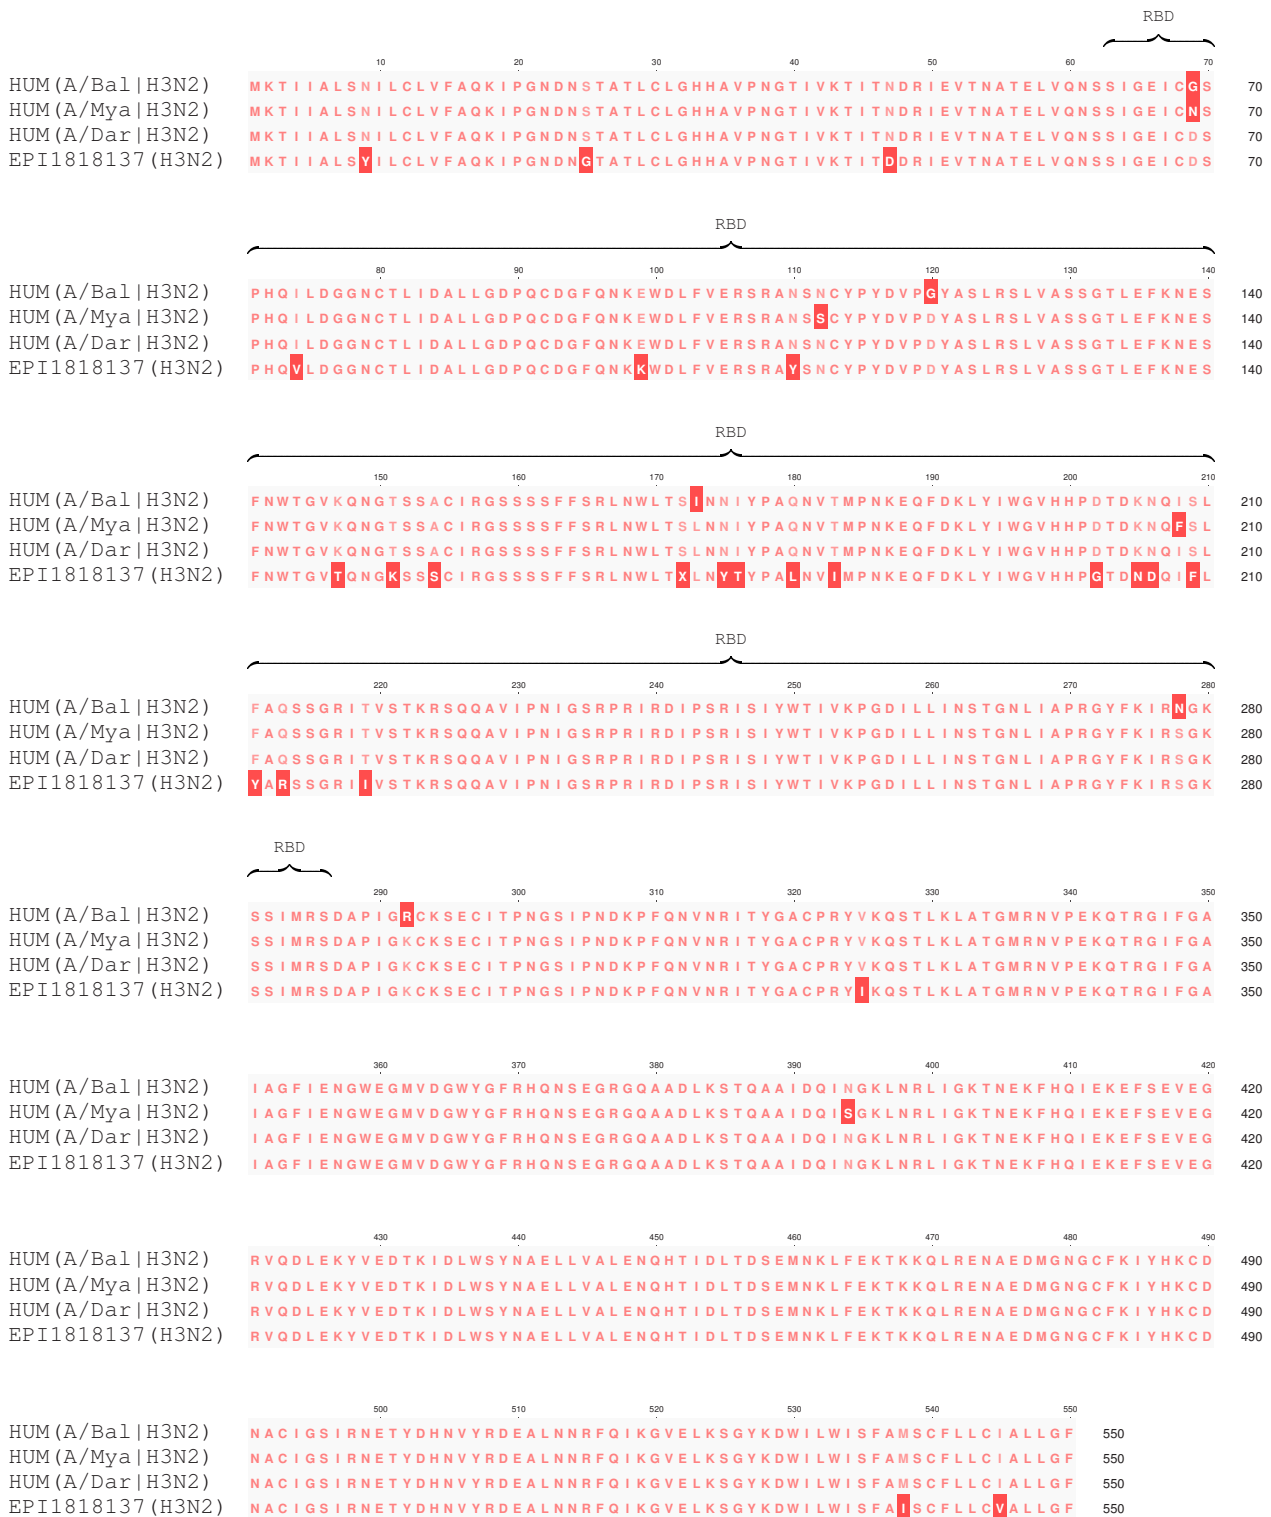 RBD
10 20 30 40 50 60 70
HUM(A/Bal|H3N2) MKTIIALSNILCLVFAQKIPGNDNSTATLCLGHHAVPNGTIVKTITNDRIEVTNATELVQNSSIGEICGS 70
HUM(A/Mya|H3N2) MKTIIALSNILCLVFAQKIPGNDNSTATLCLGHHAVPNGTIVKTITNDRIEVTNATELVQNSSIGEICNS 70
HUM(A/Dar|H3N2) MKTIIALSNILCLVFAQKIPGNDNSTATLCLGHHAVPNGTIVKTITNDRIEVTNATELVQNSSIGEICDS 70
EPI1818137(H3N2) MKTIIALSYILCLVFAQKIPGNDNGTATLCLGHHAVPNGTIVKTITDDRIEVTNATELVQNSSIGEICDS 70
RBD
80 90 100 110 120 130 140
HUM(A/Bal|H3N2) PHQILDGGNCTLIDALLGDPQCDGFQNKEWDLFVERSRANSNCYPYDVPGYASLRSLVASSGTLEFKNES 140
HUM(A/Mya|H3N2) PHQILDGGNCTLIDALLGDPQCDGFQNKEWDLFVERSRANSSCYPYDVPDYASLRSLVASSGTLEFKNES 140
HUM(A/Dar|H3N2) PHQILDGGNCTLIDALLGDPQCDGFQNKEWDLFVERSRANSNCYPYDVPDYASLRSLVASSGTLEFKNES 140
EPI1818137(H3N2) PHQVLDGGNCTLIDALLGDPQCDGFQNKKWDLFVERSRAYSNCYPYDVPDYASLRSLVASSGTLEFKNES 140
RBD
150 160 170 180 190 200 210
HUM(A/Bal|H3N2) FNWTGVKQNGTSSACIRGSSSSFFSRLNWLTSINNIYPAQNVTMPNKEQFDKLYIWGVHHPDTDKNQISL 210
HUM(A/Mya|H3N2) FNWTGVKQNGTSSACIRGSSSSFFSRLNWLTSLNNIYPAQNVTMPNKEQFDKLYIWGVHHPDTDKNQFSL 210
HUM(A/Dar|H3N2) FNWTGVKQNGTSSACIRGSSSSFFSRLNWLTSLNNIYPAQNVTMPNKEQFDKLYIWGVHHPDTDKNQISL 210
EPI1818137(H3N2) FNWTGVTQNGKSSSCIRGSSSSFFSRLNWLTXLNYTYPALNVIMPNKEQFDKLYIWGVHHPGTDNDQIFL 210
RBD
220 230 240 250 260 270 280
HUM(A/Bal|H3N2) FAQSSGRITVSTKRSQQAVIPNIGSRPRIRDIPSRISIYWTIVKPGDILLINSTGNLIAPRGYFKIRNGK 280
HUM(A/Mya|H3N2) FAQSSGRITVSTKRSQQAVIPNIGSRPRIRDIPSRISIYWTIVKPGDILLINSTGNLIAPRGYFKIRSGK 280
HUM(A/Dar|H3N2) FAQSSGRITVSTKRSQQAVIPNIGSRPRIRDIPSRISIYWTIVKPGDILLINSTGNLIAPRGYFKIRSGK 280
EPI1818137(H3N2) YARSSGRIIVSTKRSQQAVIPNIGSRPRIRDIPSRISIYWTIVKPGDILLINSTGNLIAPRGYFKIRSGK 280
RBD
290 300 310 320 330 340 350
HUM(A/Bal|H3N2) SSIMRSDAPIGRCKSECITPNGSIPNDKPFQNVNRITYGACPRYVKQSTLKLATGMRNVPEKQTRGIFGA 350
HUM(A/Mya|H3N2) SSIMRSDAPIGKCKSECITPNGSIPNDKPFQNVNRITYGACPRYVKQSTLKLATGMRNVPEKQTRGIFGA 350
HUM(A/Dar|H3N2) SSIMRSDAPIGKCKSECITPNGSIPNDKPFQNVNRITYGACPRYVKQSTLKLATGMRNVPEKQTRGIFGA 350
EPI1818137(H3N2) SSIMRSDAPIGKCKSECITPNGSIPNDKPFQNVNRITYGACPRYIKQSTLKLATGMRNVPEKQTRGIFGA 350
360 370 380 390 400 410 420
HUM(A/Bal|H3N2) IAGFIENGWEGMVDGWYGFRHQNSEGRGQAADLKSTQAAIDQINGKLNRLIGKTNEKFHQIEKEFSEVEG 420
HUM(A/Mya|H3N2) IAGFIENGWEGMVDGWYGFRHQNSEGRGQAADLKSTQAAIDQISGKLNRLIGKTNEKFHQIEKEFSEVEG 420
HUM(A/Dar|H3N2) IAGFIENGWEGMVDGWYGFRHQNSEGRGQAADLKSTQAAIDQINGKLNRLIGKTNEKFHQIEKEFSEVEG 420
EPI1818137(H3N2) IAGFIENGWEGMVDGWYGFRHQNSEGRGQAADLKSTQAAIDQINGKLNRLIGKTNEKFHQIEKEFSEVEG 420
430 440 450 460 470 480 490
HUM(A/Bal|H3N2) RVQDLEKYVEDTKIDLWSYNAELLVALENQHTIDLTDSEMNKLFEKTKKQLRENAEDMGNGCFKIYHKCD 490
HUM(A/Mya|H3N2) RVQDLEKYVEDTKIDLWSYNAELLVALENQHTIDLTDSEMNKLFEKTKKQLRENAEDMGNGCFKIYHKCD 490
HUM(A/Dar|H3N2) RVQDLEKYVEDTKIDLWSYNAELLVALENQHTIDLTDSEMNKLFEKTKKQLRENAEDMGNGCFKIYHKCD 490
EPI1818137(H3N2) RVQDLEKYVEDTKIDLWSYNAELLVALENQHTIDLTDSEMNKLFEKTKKQLRENAEDMGNGCFKIYHKCD 490
500 510 520 530 540 550
HUM(A/Bal|H3N2) NACIGSIRNETYDHNVYRDEALNNRFQIKGVELKSGYKDWILWISFAMSCFLLCIALLGF 550
HUM(A/Mya|H3N2) NACIGSIRNETYDHNVYRDEALNNRFQIKGVELKSGYKDWILWISFAMSCFLLCIALLGF 550
HUM(A/Dar|H3N2) NACIGSIRNETYDHNVYRDEALNNRFQIKGVELKSGYKDWILWISFAMSCFLLCIALLGF 550
EPI1818137(H3N2) NACIGSIRNETYDHNVYRDEALNNRFQIKGVELKSGYKDWILWISFAISCFLLCVALLGF 550